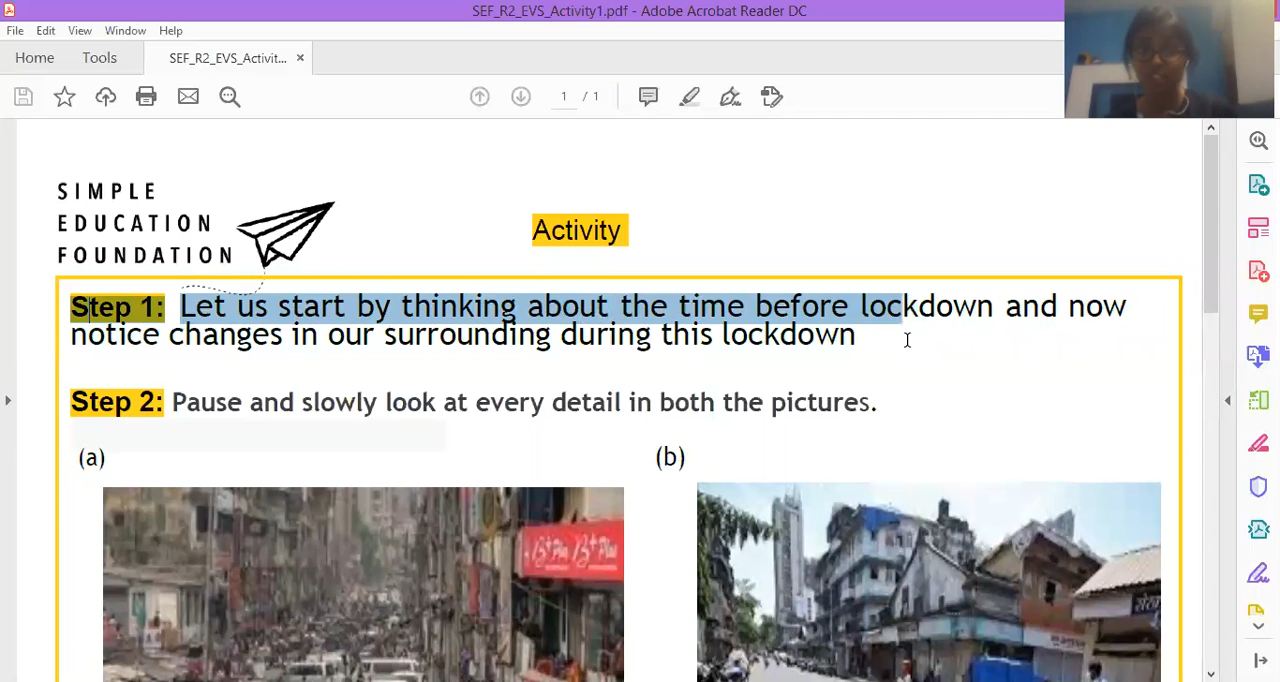 SEF_R2_EVS_Activity1.pdf - Adobe Acrobat Reader DC
File Edit View Window Help
Home Tools SEF_R2_EVS_Activit... ×
1 / 1
SIMPLE
EDUCATION
FOUNDATION
Activity
Step 1: Let us start by thinking about the time before lockdown and now
notice changes in our surrounding during this lockdown
Step 2: Pause and slowly look at every detail in both the pictures.
(a)
(b)